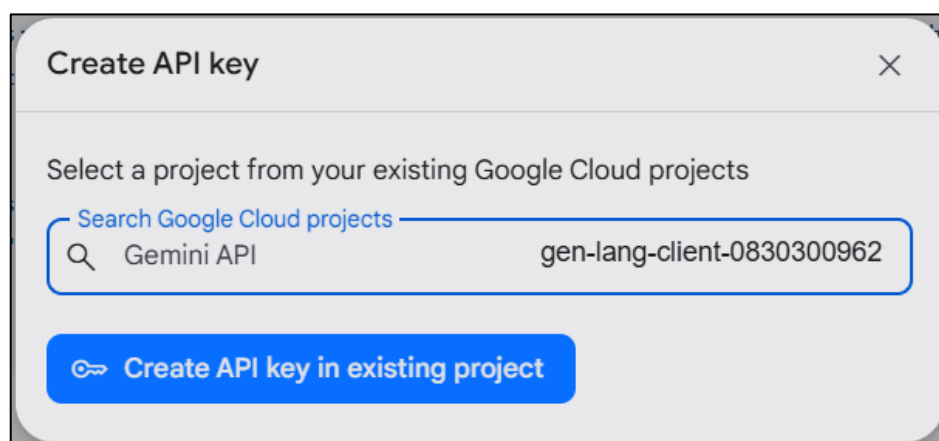 Create API key
Select a project from your existing Google Cloud projects
Search Google Cloud projects
Gemini API gen-lang-client-0830300962
Create API key in existing project